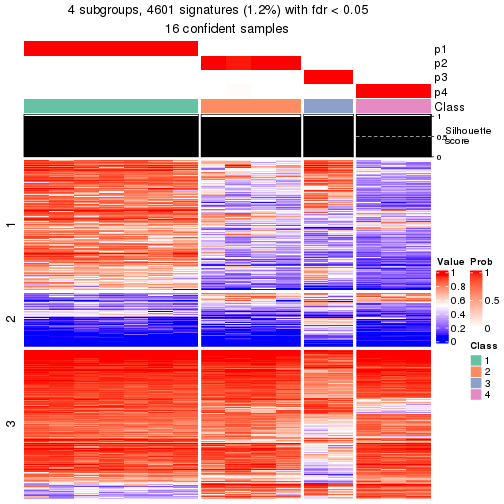 4 subgroups, 4601 signatures (1.2%) with fdr < 0.05
16 confident samples
p1
p2
p3
p4
Class
1
0.5
0
Silhouette
score
1
2
3
Value
1
0.8
0.6
0.4
0.2
0
Prob
1
0.5
0
Class
1
2
3
4